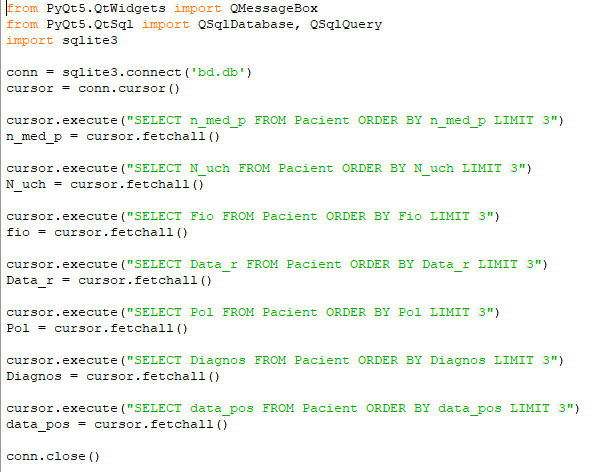 from PyQt5.QtWidgets import QMessageBox
from PyQt5.QtSql import QSqlDatabase, QSqlQuery
import sqlite3
conn = sqlite3.connect('bd.db')
cursor = conn.cursor()
cursor.execute("SELECT n_med_p FROM Pacient ORDER BY n_med_p LIMIT 3")
n_med_p = cursor.fetchall()
cursor.execute("SELECT N_uch FROM Pacient ORDER BY N_uch LIMIT 3")
N_uch = cursor.fetchall()
cursor.execute("SELECT Fio FROM Pacient ORDER BY Fio LIMIT 3")
fio = cursor.fetchall()
cursor.execute("SELECT Data_r FROM Pacient ORDER BY Data_r LIMIT 3")
Data_r = cursor.fetchall()
cursor.execute("SELECT Pol FROM Pacient ORDER BY Pol LIMIT 3")
Pol = cursor.fetchall()
cursor.execute("SELECT Diagnos FROM Pacient ORDER BY Diagnos LIMIT 3")
Diagnos = cursor.fetchall()
cursor.execute("SELECT data_pos FROM Pacient ORDER BY data_pos LIMIT 3")
data_pos = cursor.fetchall()
conn.close()